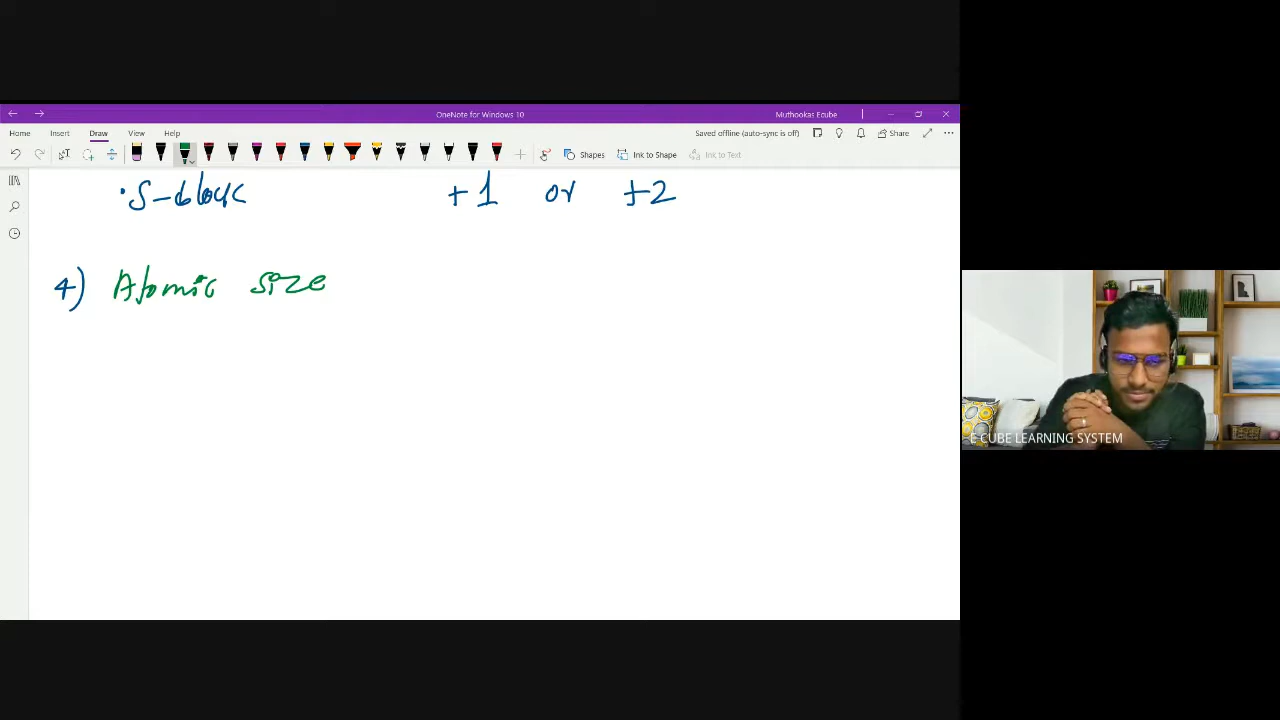 OneNote for Windows 10
Muthookas Ecube
Home Insert Draw View Help
Saved offline (auto-sync is off)
Share
Shapes
Ink to Shape
Ink to Text
• S-block +1 or +2
4) Atomic size
E CUBE LEARNING SYSTEM